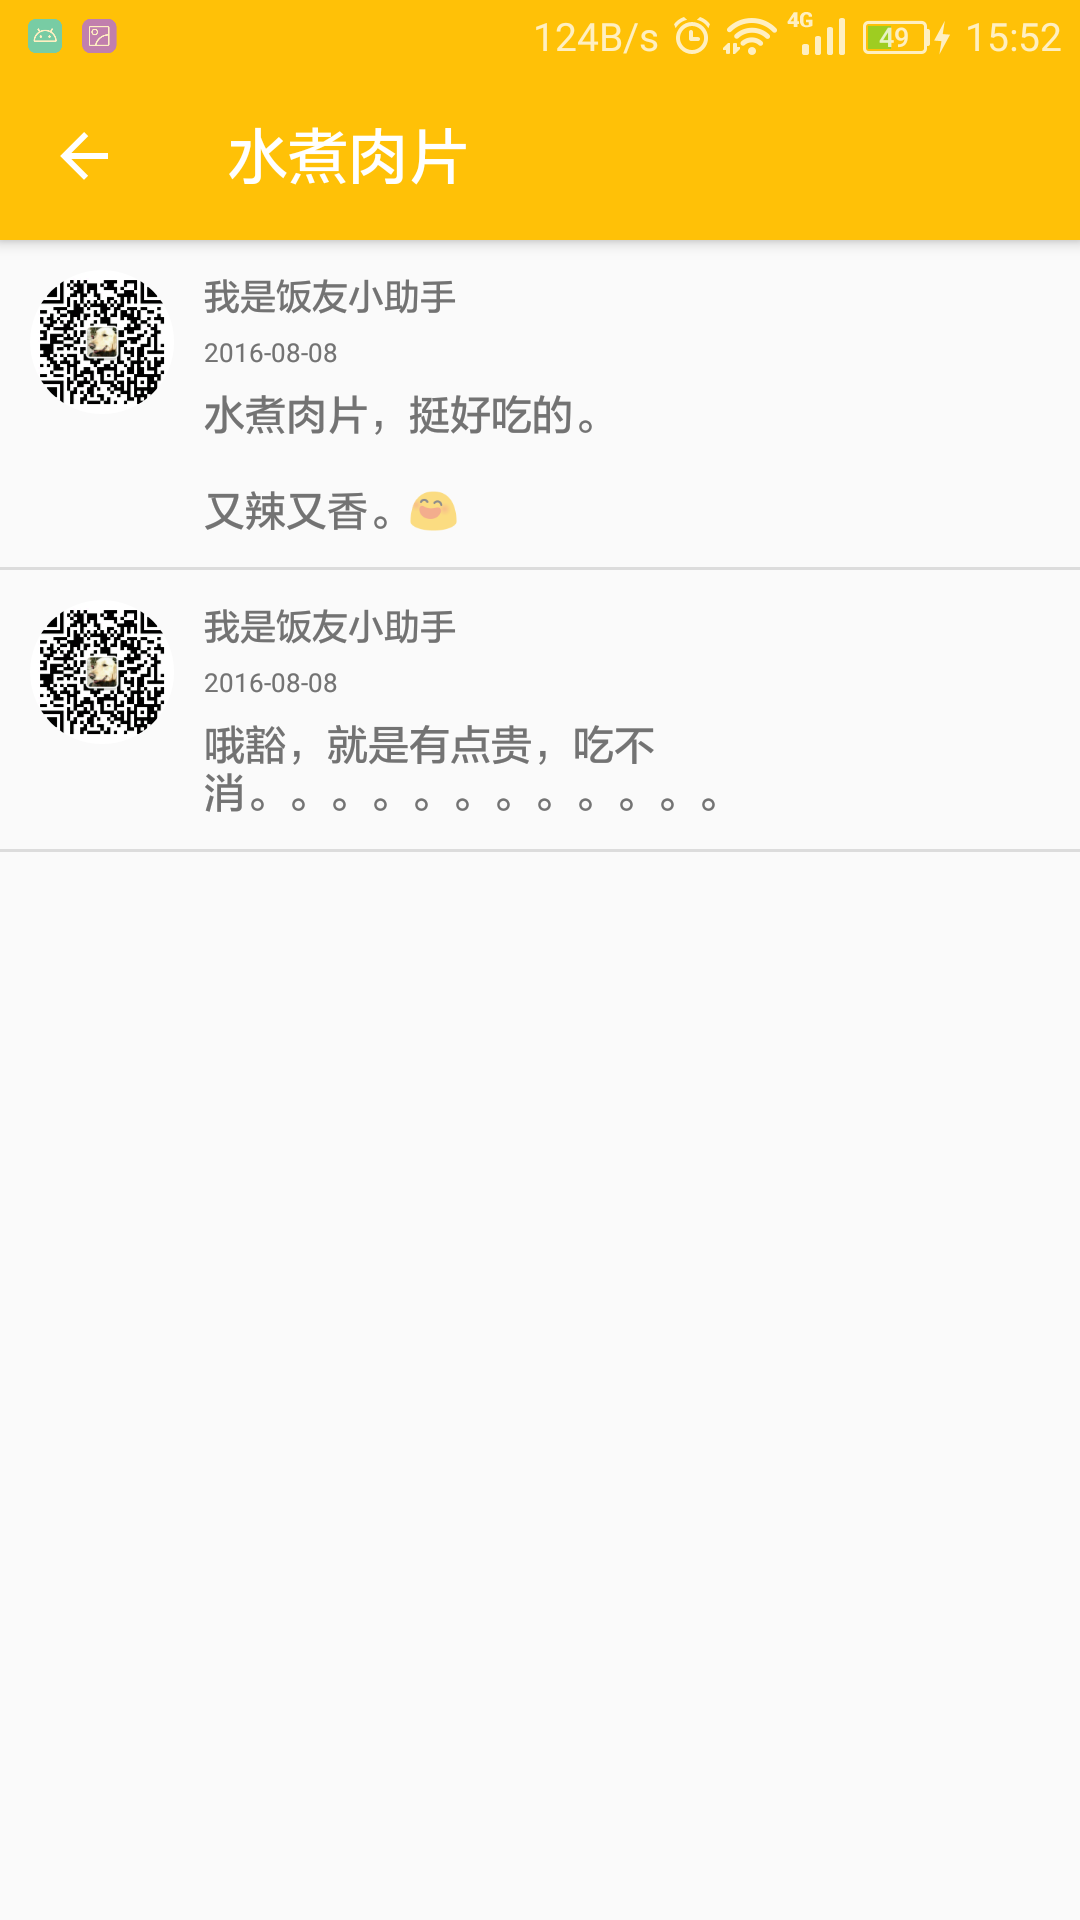 124B/s 4G 49 15:52
水煮肉片
我是饭友小助手
2016-08-08
水煮肉片，挺好吃的。
又辣又香。😄
我是饭友小助手
2016-08-08
哦豁，就是有点贵，吃不
消。。。。。。。。。。。。